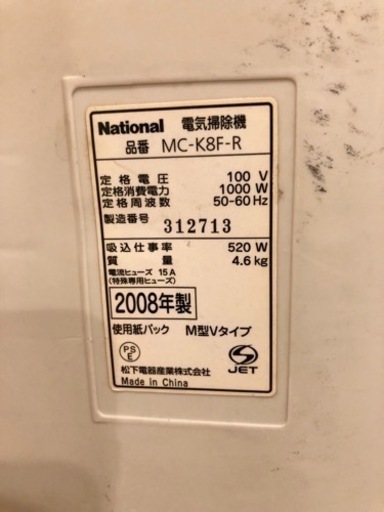 National 電気掃除機
品番 MC-K8F-R
定格電圧 100 V
定格消費電力 1000 W
定格周波数 50-60 Hz
製造番号 312713
吸込仕事率 520 W
質量 4.6 kg
電流ヒューズ 15 A
(特殊専用ヒューズ)
2008年製
使用紙パック M型Vタイプ
PS
E
S
JET
松下電器産業株式会社
Made in China